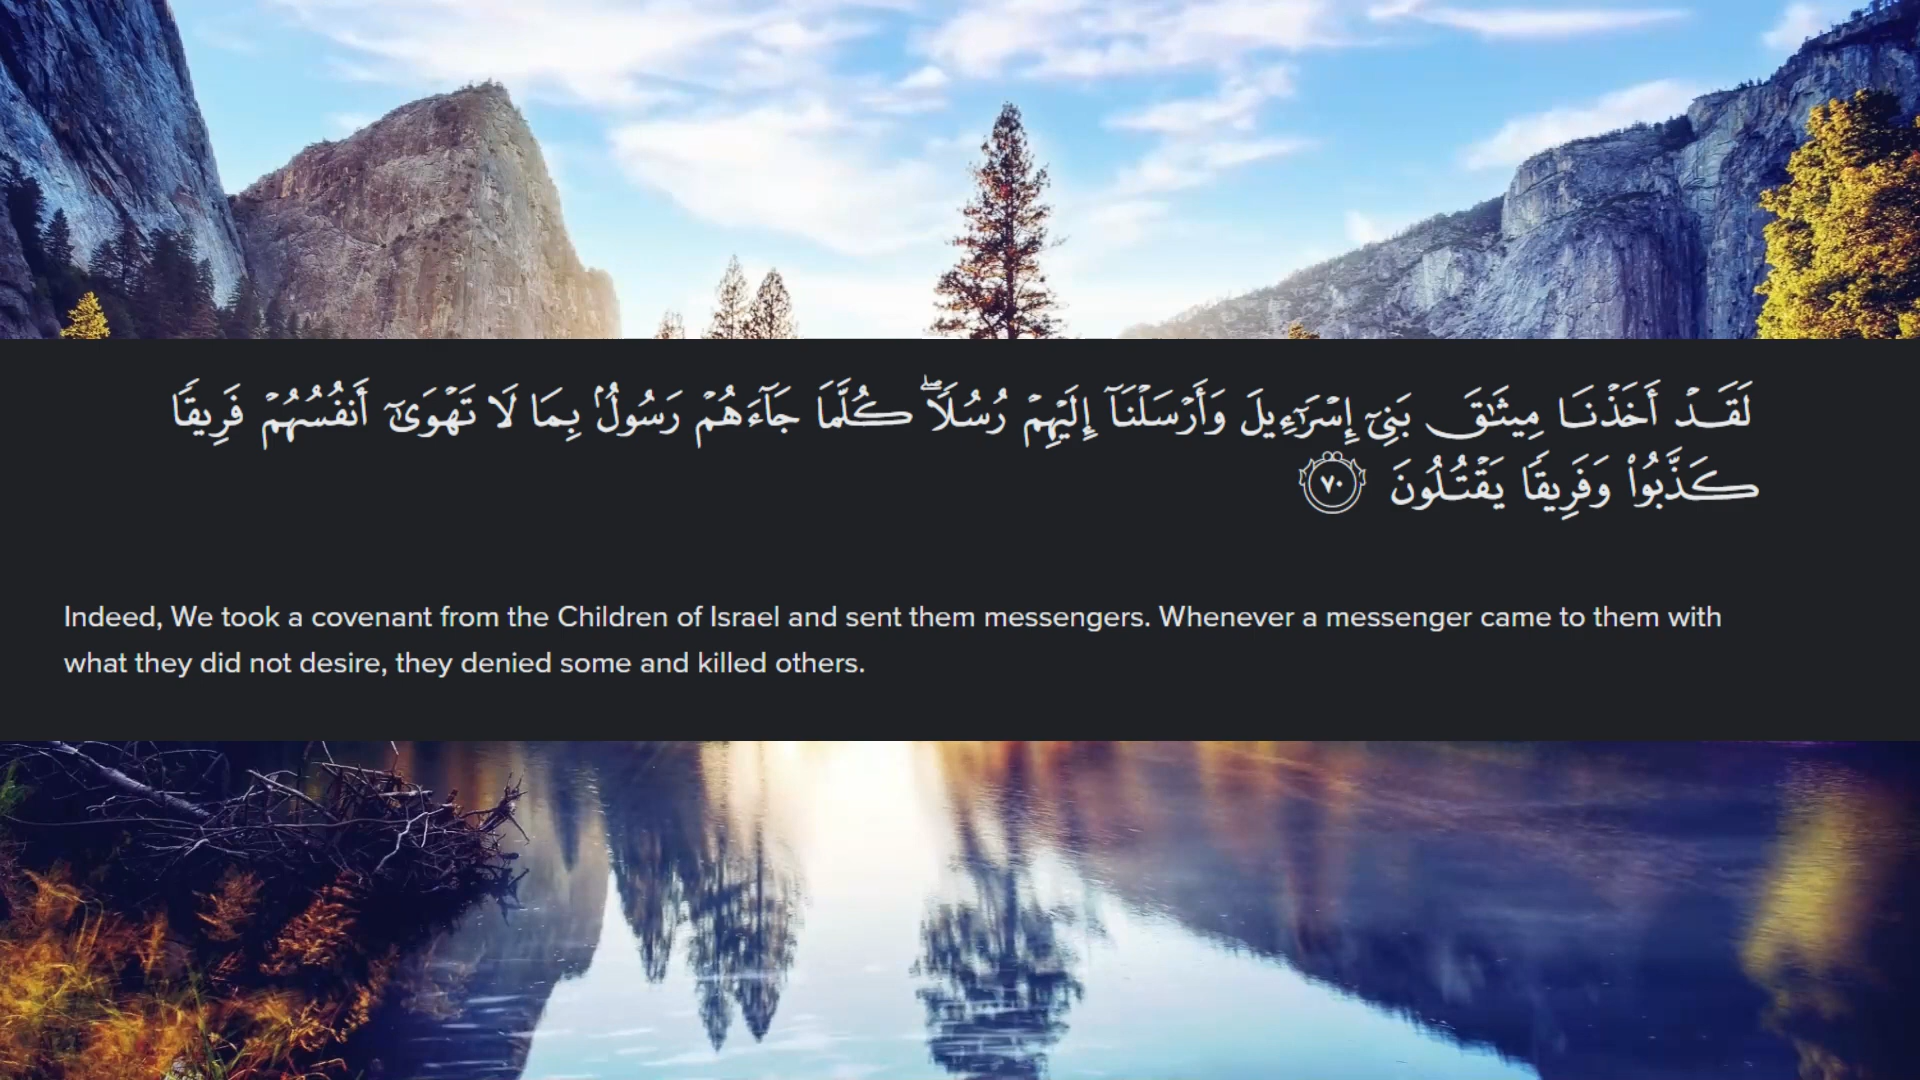 لَقَدْ أَخَذْنَا مِيثَٰقَ بَنِىٓ إِسْرَٰٓءِيلَ وَأَرْسَلْنَآ إِلَيْهِمْ رُسُلًا ۖ كُلَّمَا جَآءَهُمْ رَسُولٌۢ بِمَا لَا تَهْوَىٰٓ أَنفُسُهُمْ فَرِيقًا
كَذَّبُوا۟ وَفَرِيقًا يَقْتُلُونَ ٧٠
Indeed, We took a covenant from the Children of Israel and sent them messengers. Whenever a messenger came to them with
what they did not desire, they denied some and killed others.